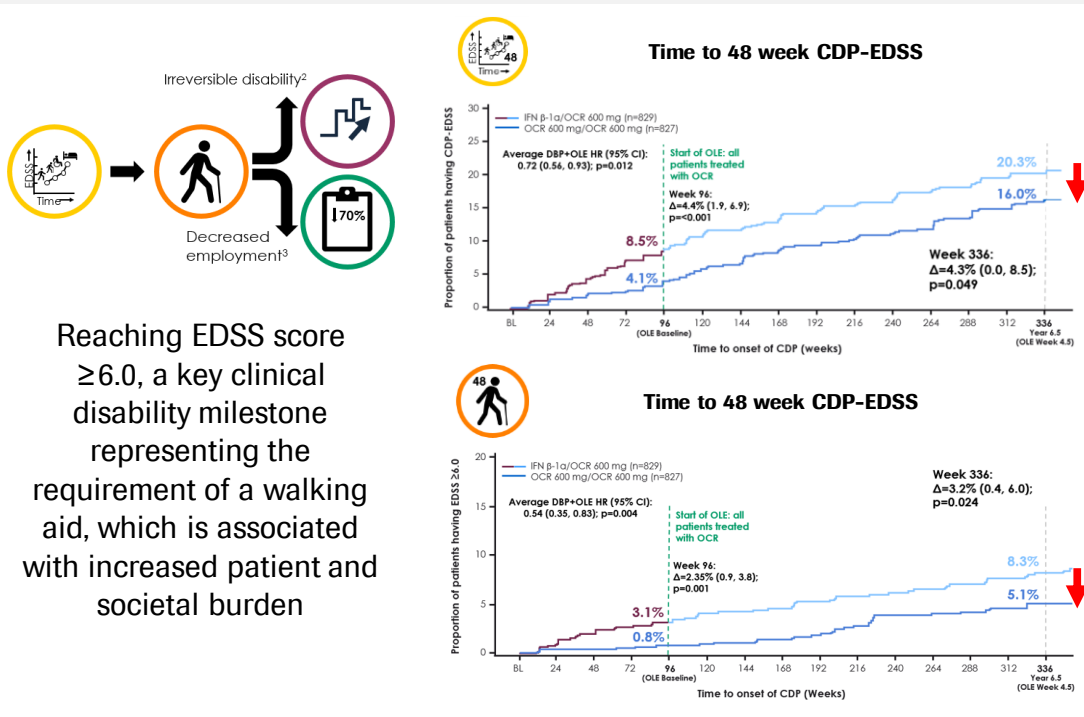 Irreversible disability2
EDSS
Time
↓70%
Decreased
employment3
Reaching EDSS score
≥6.0, a key clinical
disability milestone
representing the
requirement of a walking
aid, which is associated
with increased patient and
societal burden
EDSS
48
Time
Time to 48 week CDP-EDSS
Proportion of patients having CDP-EDSS
30
25
20
15
10
5
0
IFN β-1α/OCR 600 mg (n=829)
OCR 600 mg/OCR 600 mg (n=827)
Average DBP+OLE HR (95% CI):
0.72 (0.56, 0.93); p=0.012
Start of OLE: all
patients treated
with OCR
Week 96:
Δ=4.4% (1.9, 6.9);
p=<0.001
8.5%
4.1%
20.3%
16.0%
Week 336:
Δ=4.3% (0.0, 8.5);
p=0.049
BL 24 48 72 96 120 144 168 192 216 240 264 288 312 336
(OLE Baseline)
Year 6.5
(OLE Week 4.5)
Time to onset of CDP (weeks)
48
Time to 48 week CDP-EDSS
Proportion of patients having EDSS ≥6.0
20
15
10
5
0
IFN β-1α/OCR 600 mg (n=829)
OCR 600 mg/OCR 600 mg (n=827)
Average DBP+OLE HR (95% CI):
0.54 (0.35, 0.83); p=0.004
Start of OLE: all
patients treated
with OCR
Week 96:
Δ=2.35% (0.9, 3.8);
p=0.001
Week 336:
Δ=3.2% (0.4, 6.0);
p=0.024
3.1%
0.8%
8.3%
5.1%
BL 24 48 72 96 120 144 168 192 216 240 264 288 312 336
(OLE Baseline)
Year 6.5
(OLE Week 4.5)
Time to onset of CDP (Weeks)